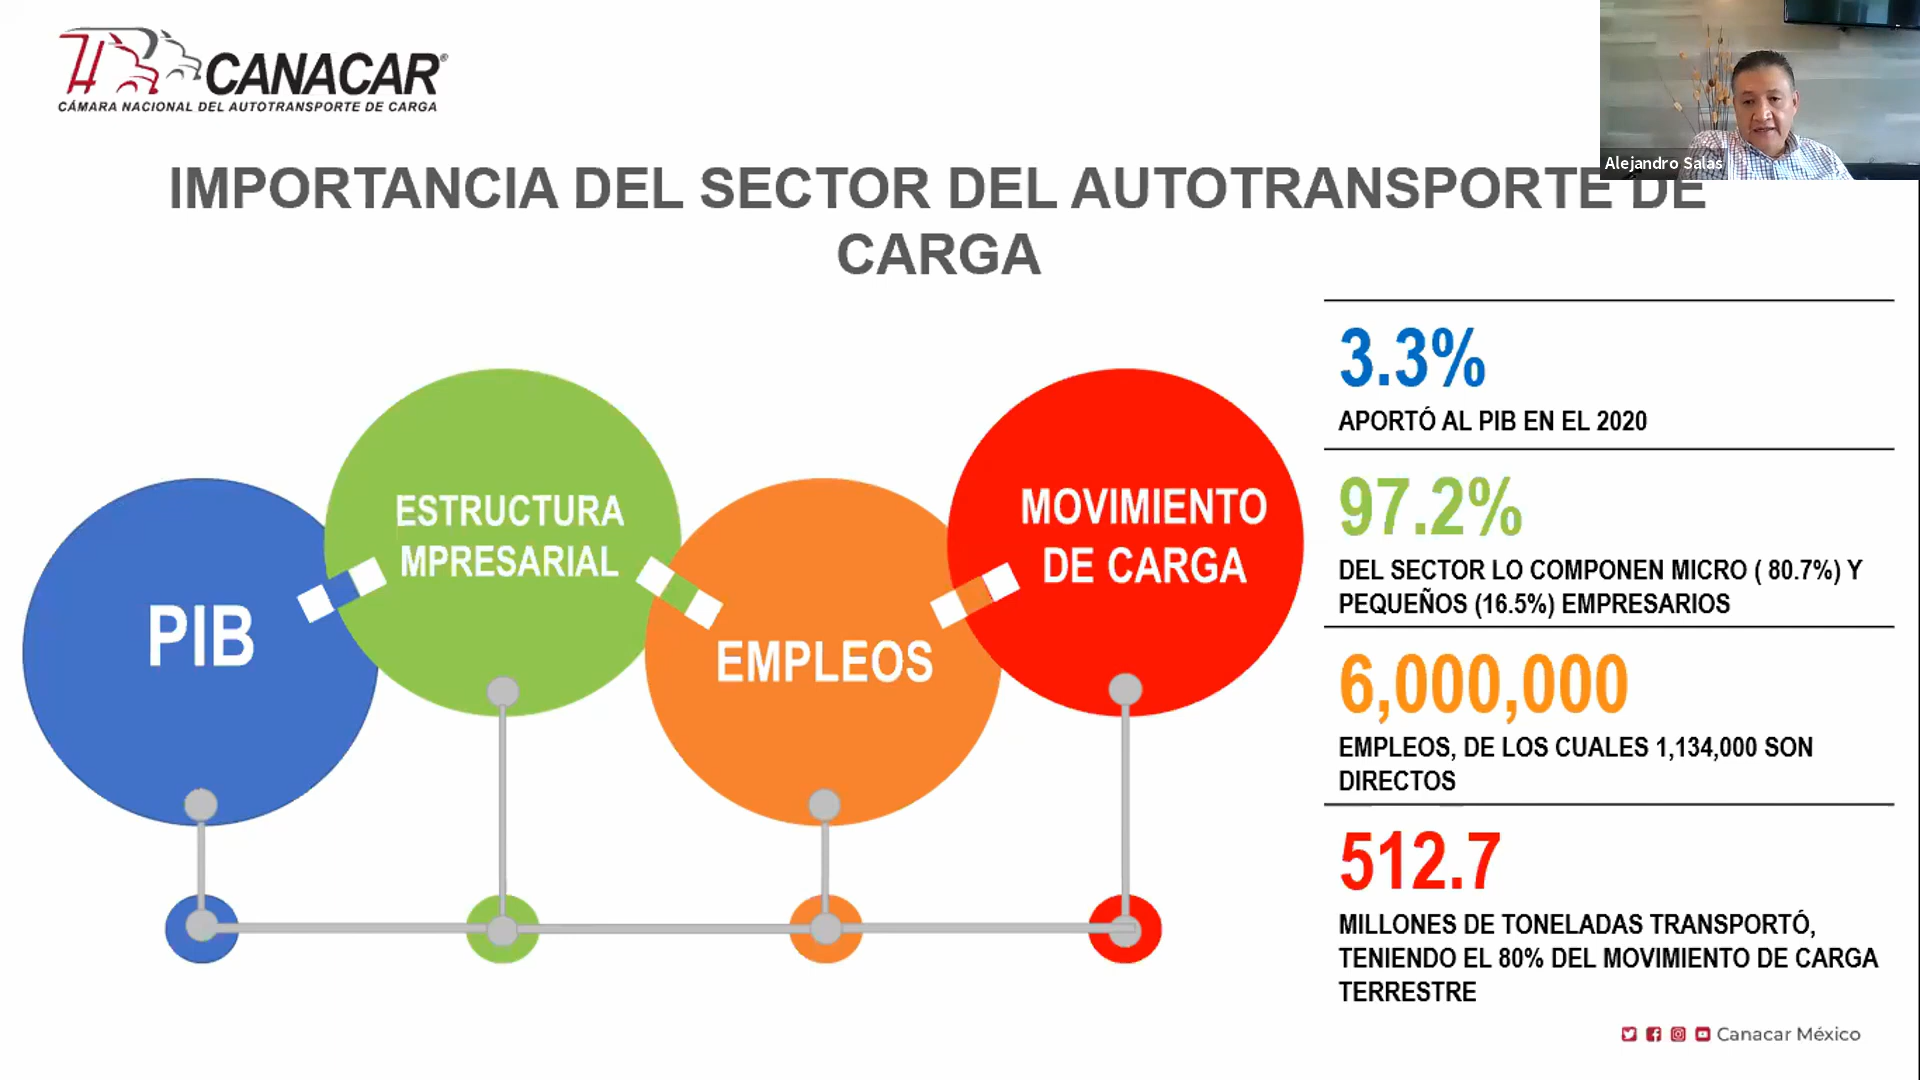 CANACAR®
CÁMARA NACIONAL DEL AUTOTRANSPORTE DE CARGA
Alejandro Salas
IMPORTANCIA DEL SECTOR DEL AUTOTRANSPORTE DE
CARGA
PIB
ESTRUCTURA
MPRESARIAL
EMPLEOS
MOVIMIENTO
DE CARGA
3.3%
APORTÓ AL PIB EN EL 2020
97.2%
DEL SECTOR LO COMPONEN MICRO ( 80.7%) Y
PEQUEÑOS (16.5%) EMPRESARIOS
6,000,000
EMPLEOS, DE LOS CUALES 1,134,000 SON
DIRECTOS
512.7
MILLONES DE TONELADAS TRANSPORTÓ,
TENIENDO EL 80% DEL MOVIMIENTO DE CARGA
TERRESTRE
Canacar México